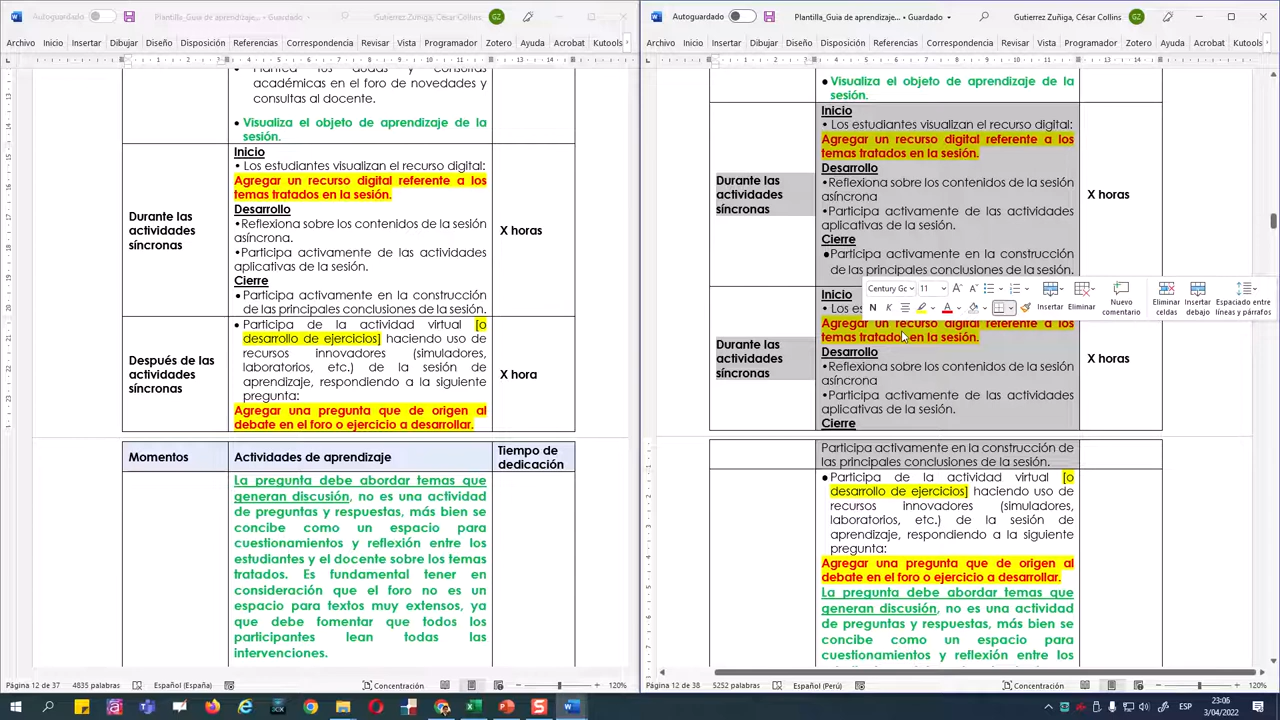 Autoguardado
Plantilla_Guia de aprendizaje... • Guardado
Gutierrez Zuñiga, César Collins
GZ
Archivo Inicio Insertar Dibujar Diseño Disposición Referencias Correspondencia Revisar Vista Programador Zotero Ayuda Acrobat Kutools
académicas en el foro de novedades y
consultas al docente.
• Visualiza el objeto de aprendizaje de la
sesión.
Durante las
actividades
síncronas
Inicio
• Los estudiantes visualizan el recurso digital:
Agregar un recurso digital referente a los
temas tratados en la sesión.
Desarrollo
•Reflexiona sobre los contenidos de la sesión
asíncrona.
•Participa activamente de las actividades
aplicativas de la sesión.
Cierre
• Participa activamente en la construcción
de las principales conclusiones de la sesión.
X horas
Después de las
actividades
síncronas
• Participa de la actividad virtual [o
desarrollo de ejercicios] haciendo uso de
recursos innovadores (simuladores,
laboratorios, etc.) de la sesión de
aprendizaje, respondiendo a la siguiente
pregunta:
Agregar una pregunta que de origen al
debate en el foro o ejercicio a desarrollar.
X hora
Momentos
Actividades de aprendizaje
Tiempo de
dedicación
La pregunta debe abordar temas que
generan discusión, no es una actividad
de preguntas y respuestas, más bien se
concibe como un espacio para
cuestionamientos y reflexión entre los
estudiantes y el docente sobre los temas
tratados. Es fundamental tener en
consideración que el foro no es un
espacio para textos muy extensos, ya
que debe fomentar que todos los
participantes lean todas las
intervenciones.
Página 12 de 37 4835 palabras Español (España) Concentración 120%
Autoguardado
Plantilla_Guia de aprendizaje... • Guardado
Gutierrez Zuñiga, César Collins
GZ
Archivo Inicio Insertar Dibujar Diseño Disposición Referencias Correspondencia Revisar Vista Programador Zotero Ayuda Acrobat Kutools
• Visualiza el objeto de aprendizaje de la
sesión.
Durante las
actividades
síncronas
Inicio
• Los estudiantes visualizan el recurso digital:
Agregar un recurso digital referente a los
temas tratados en la sesión.
Desarrollo
•Reflexiona sobre los contenidos de la sesión
asíncrona
•Participa activamente de las actividades
aplicativas de la sesión.
Cierre
•Participa activamente en la construcción
de las principales conclusiones de la sesión.
X horas
Century Gc 11
N K
Insertar Eliminar
Nuevo
comentario
Eliminar
celdas
Insertar
debajo
Espaciado entre
líneas y párrafos
Durante las
actividades
síncronas
Inicio
• Los es
Agregar un recurso digital referente a los
temas tratados en la sesión.
Desarrollo
•Reflexiona sobre los contenidos de la sesión
asíncrona
•Participa activamente de las actividades
aplicativas de la sesión.
Cierre
X horas
Participa activamente en la construcción de
las principales conclusiones de la sesión.
• Participa de la actividad virtual [o
desarrollo de ejercicios] haciendo uso de
recursos innovadores (simuladores,
laboratorios, etc.) de la sesión de
aprendizaje, respondiendo a la siguiente
pregunta:
Agregar una pregunta que de origen al
debate en el foro o ejercicio a desarrollar.
La pregunta debe abordar temas que
generan discusión, no es una actividad
de preguntas y respuestas, más bien se
concibe como un espacio para
cuestionamientos y reflexión entre los
Página 12 de 38 5252 palabras Español (Perú) Concentración 120%
ESP
23:06
3/04/2022